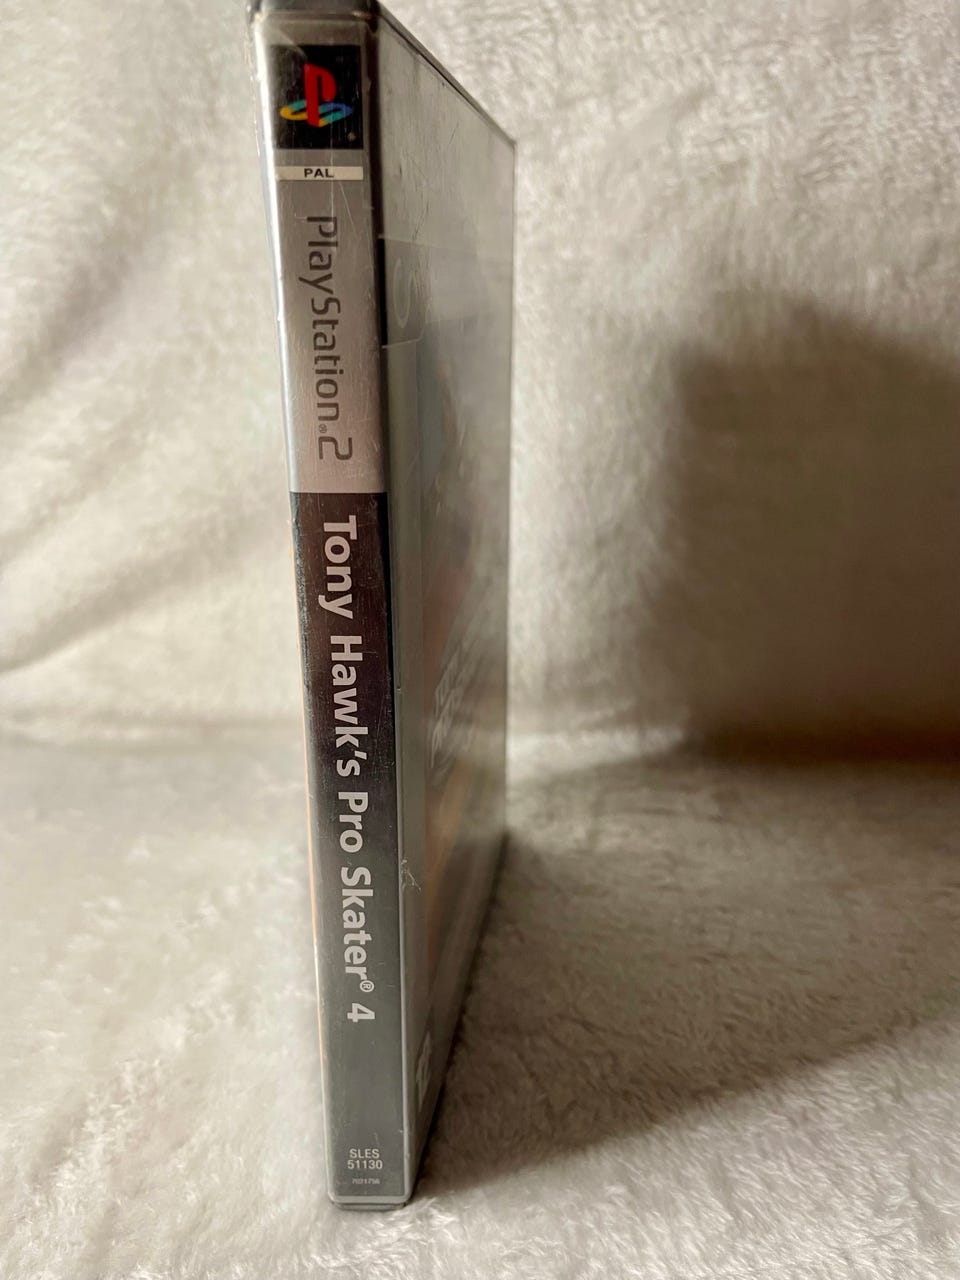 PAL
PlayStation®2
Tony Hawk's Pro Skater® 4
SLES
51130